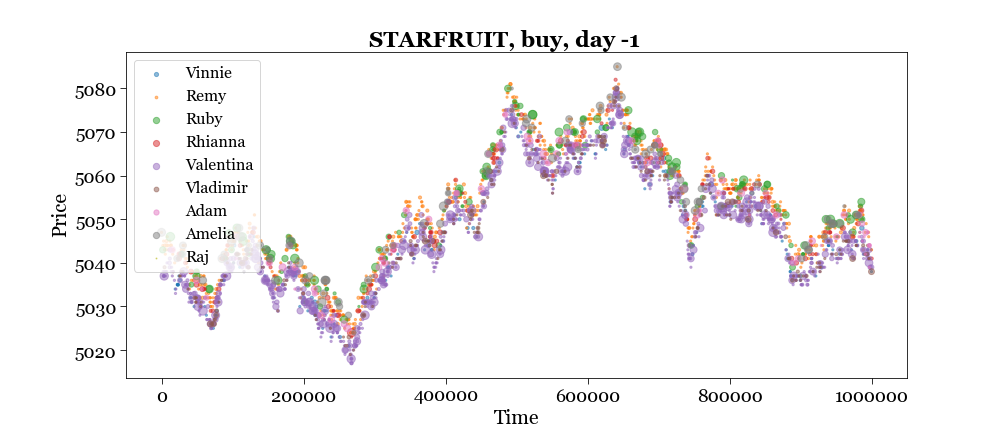 STARFRUIT, buy, day -1
Price
5080
5070
5060
5050
5040
5030
5020
Vinnie
Remy
Ruby
Rhianna
Valentina
Vladimir
Adam
Amelia
Raj
0
200000
400000
600000
800000
1000000
Time